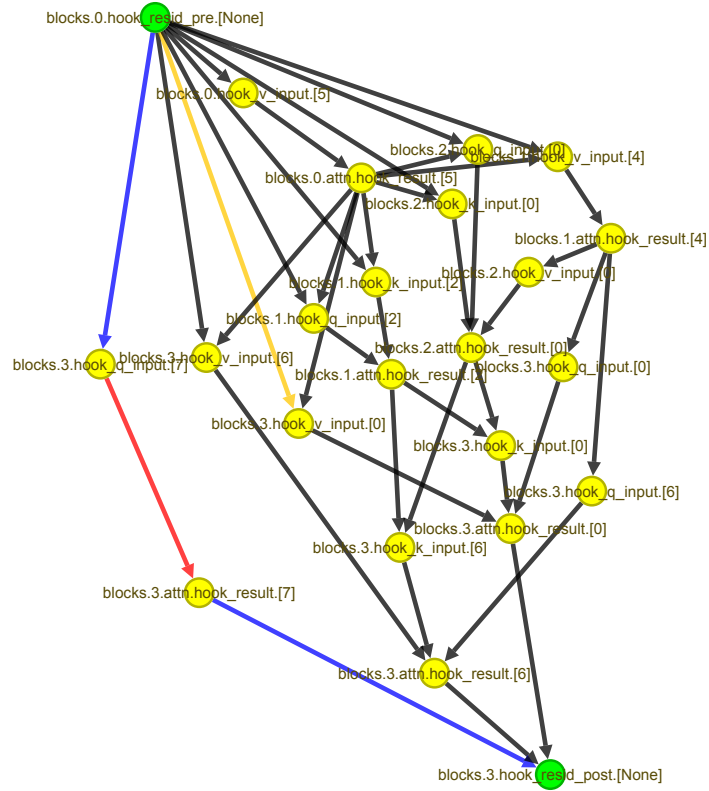 blocks.0.hook_resid_pre.[None]
blocks.0.hook_v_input.[5]
blocks.2.hook_q_input.[0]
blocks.1.hook_v_input.[4]
blocks.0.attn.hook_result.[5]
blocks.2.hook_k_input.[0]
blocks.1.attn.hook_result.[4]
blocks.2.hook_v_input.[0]
blocks.1.hook_k_input.[2]
blocks.1.hook_q_input.[2]
blocks.2.attn.hook_result.[0]
blocks.3.hook_v_input.[6]
blocks.3.hook_q_input.[7]
blocks.3.hook_q_input.[0]
blocks.1.attn.hook_result.[2]
blocks.3.hook_v_input.[0]
blocks.3.hook_k_input.[0]
blocks.3.hook_q_input.[6]
blocks.3.attn.hook_result.[0]
blocks.3.hook_k_input.[6]
blocks.3.attn.hook_result.[7]
blocks.3.attn.hook_result.[6]
blocks.3.hook_resid_post.[None]